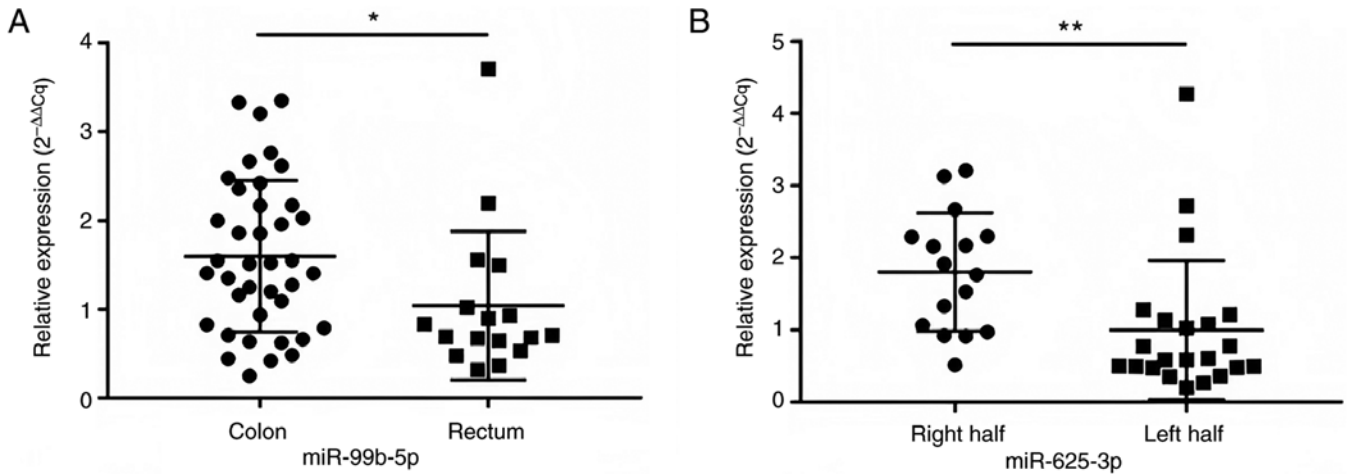 A
*
4
3
2
1
0
Relative expression (2⁻ΔΔCq)
Colon
Rectum
miR-99b-5p
B
**
5
4
3
2
1
0
Relative expression (2⁻ΔΔCq)
Right half
Left half
miR-625-3p